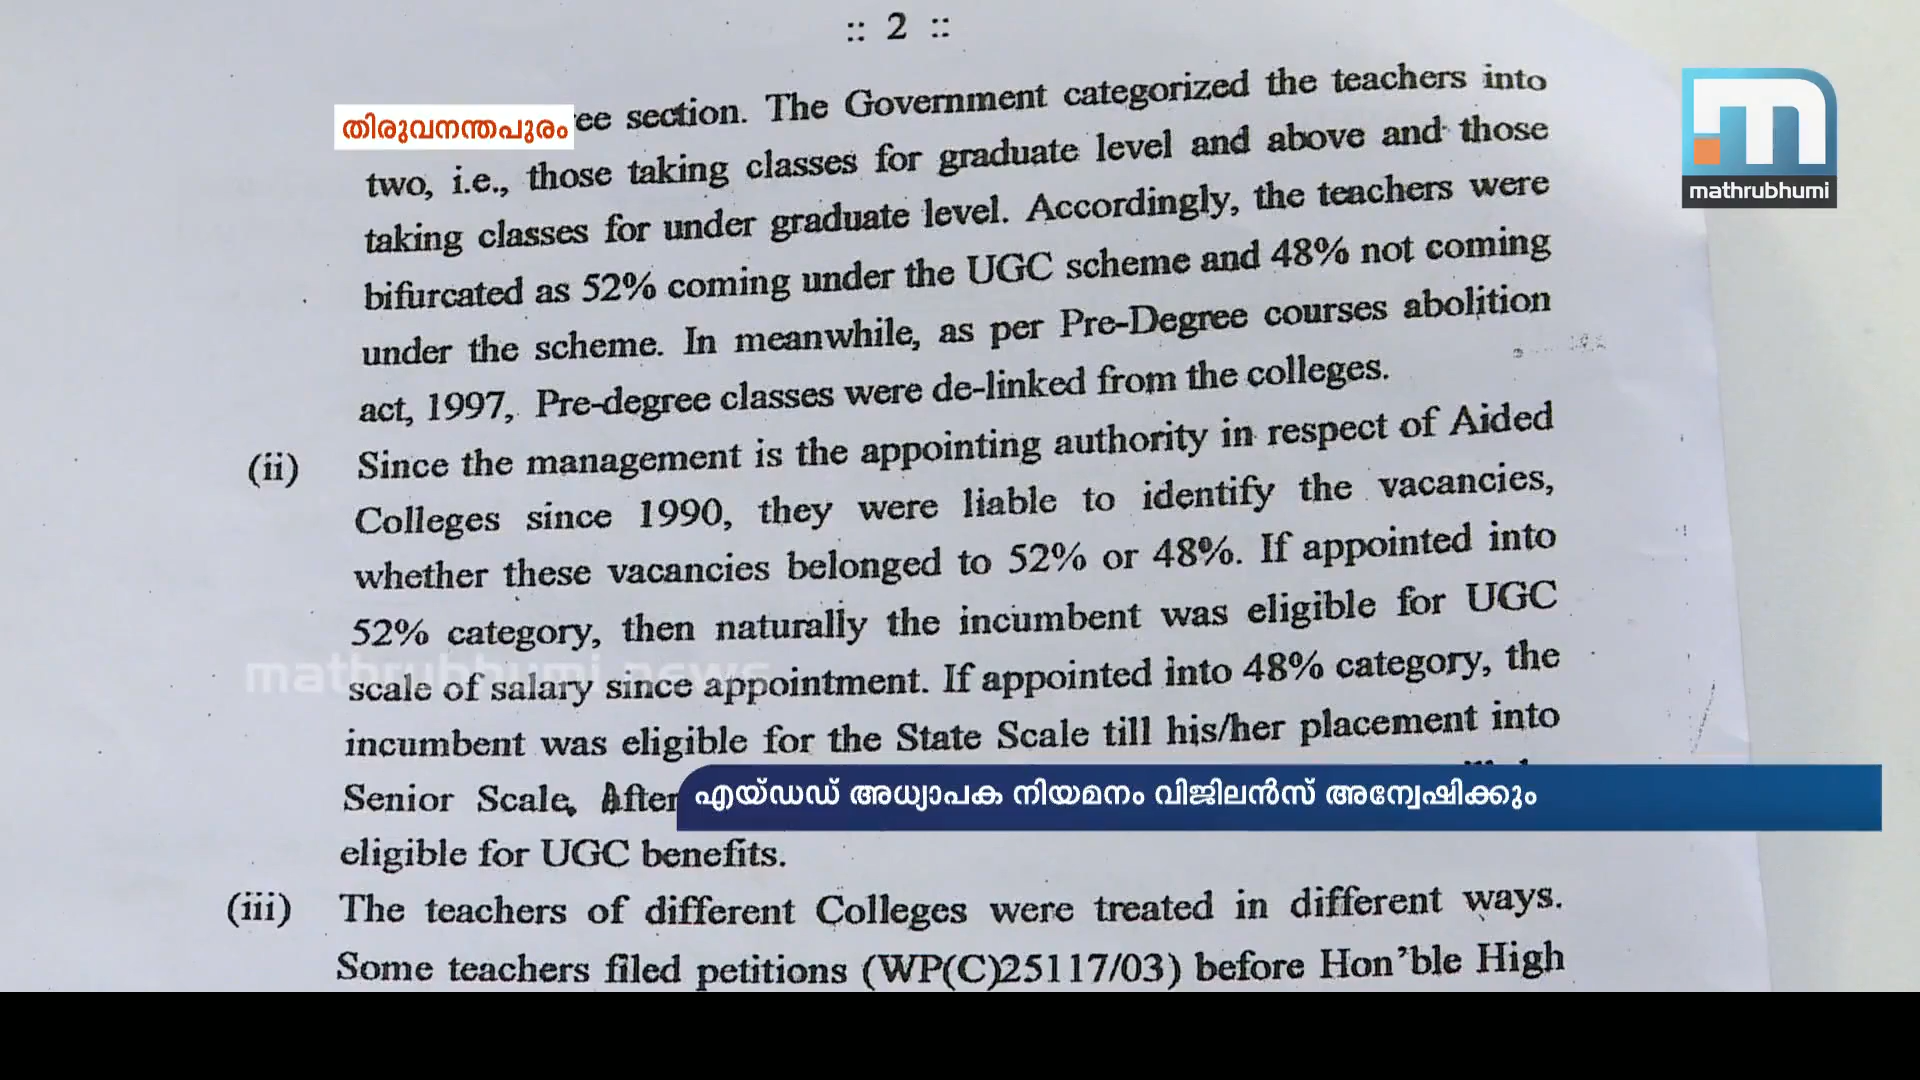 :: 2 ::
mathrubhumi
തിരുവനന്തപുരം
ee section. The Government categorized the teachers into
two, i.e., those taking classes for graduate level and above and those
taking classes for under graduate level. Accordingly, the teachers were
bifurcated as 52% coming under the UGC scheme and 48% not coming
under the scheme. In meanwhile, as per Pre-Degree courses abolition
act, 1997, Pre-degree classes were de-linked from the colleges.
(ii) Since the management is the appointing authority in respect of Aided
Colleges since 1990, they were liable to identify the vacancies,
whether these vacancies belonged to 52% or 48%. If appointed into
52% category, then naturally the incumbent was eligible for UGC
mathrubhumi news
scale of salary since appointment. If appointed into 48% category, the
incumbent was eligible for the State Scale till his/her placement into
Senior Scale. After
എയ്ഡഡ് അധ്യാപക നിയമനം വിജിലൻസ് അന്വേഷിക്കും
eligible for UGC benefits.
(iii) The teachers of different Colleges were treated in different ways.
Some teachers filed petitions (WP(C)25117/03) before Hon'ble High